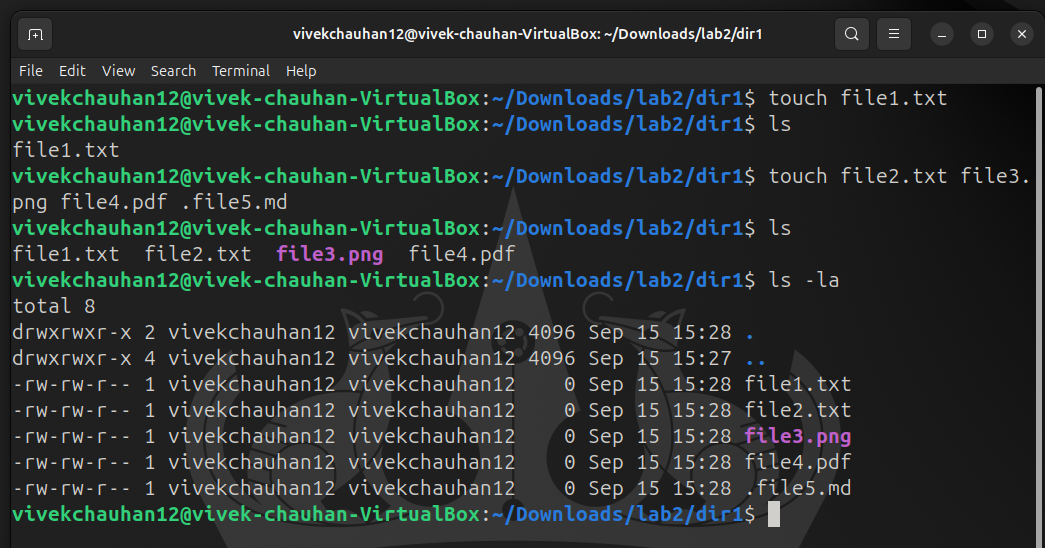 vivekchauhan12@vivek-chauhan-VirtualBox: ~/Downloads/lab2/dir1
File Edit View Search Terminal Help
vivekchauhan12@vivek-chauhan-VirtualBox:~/Downloads/lab2/dir1$ touch file1.txt
vivekchauhan12@vivek-chauhan-VirtualBox:~/Downloads/lab2/dir1$ ls
file1.txt
vivekchauhan12@vivek-chauhan-VirtualBox:~/Downloads/lab2/dir1$ touch file2.txt file3.
png file4.pdf .file5.md
vivekchauhan12@vivek-chauhan-VirtualBox:~/Downloads/lab2/dir1$ ls
file1.txt  file2.txt  file3.png  file4.pdf
vivekchauhan12@vivek-chauhan-VirtualBox:~/Downloads/lab2/dir1$ ls -la
total 8
drwxrwxr-x 2 vivekchauhan12 vivekchauhan12 4096 Sep 15 15:28 .
drwxrwxr-x 4 vivekchauhan12 vivekchauhan12 4096 Sep 15 15:27 ..
-rw-rw-r-- 1 vivekchauhan12 vivekchauhan12    0 Sep 15 15:28 file1.txt
-rw-rw-r-- 1 vivekchauhan12 vivekchauhan12    0 Sep 15 15:28 file2.txt
-rw-rw-r-- 1 vivekchauhan12 vivekchauhan12    0 Sep 15 15:28 file3.png
-rw-rw-r-- 1 vivekchauhan12 vivekchauhan12    0 Sep 15 15:28 file4.pdf
-rw-rw-r-- 1 vivekchauhan12 vivekchauhan12    0 Sep 15 15:28 .file5.md
vivekchauhan12@vivek-chauhan-VirtualBox:~/Downloads/lab2/dir1$